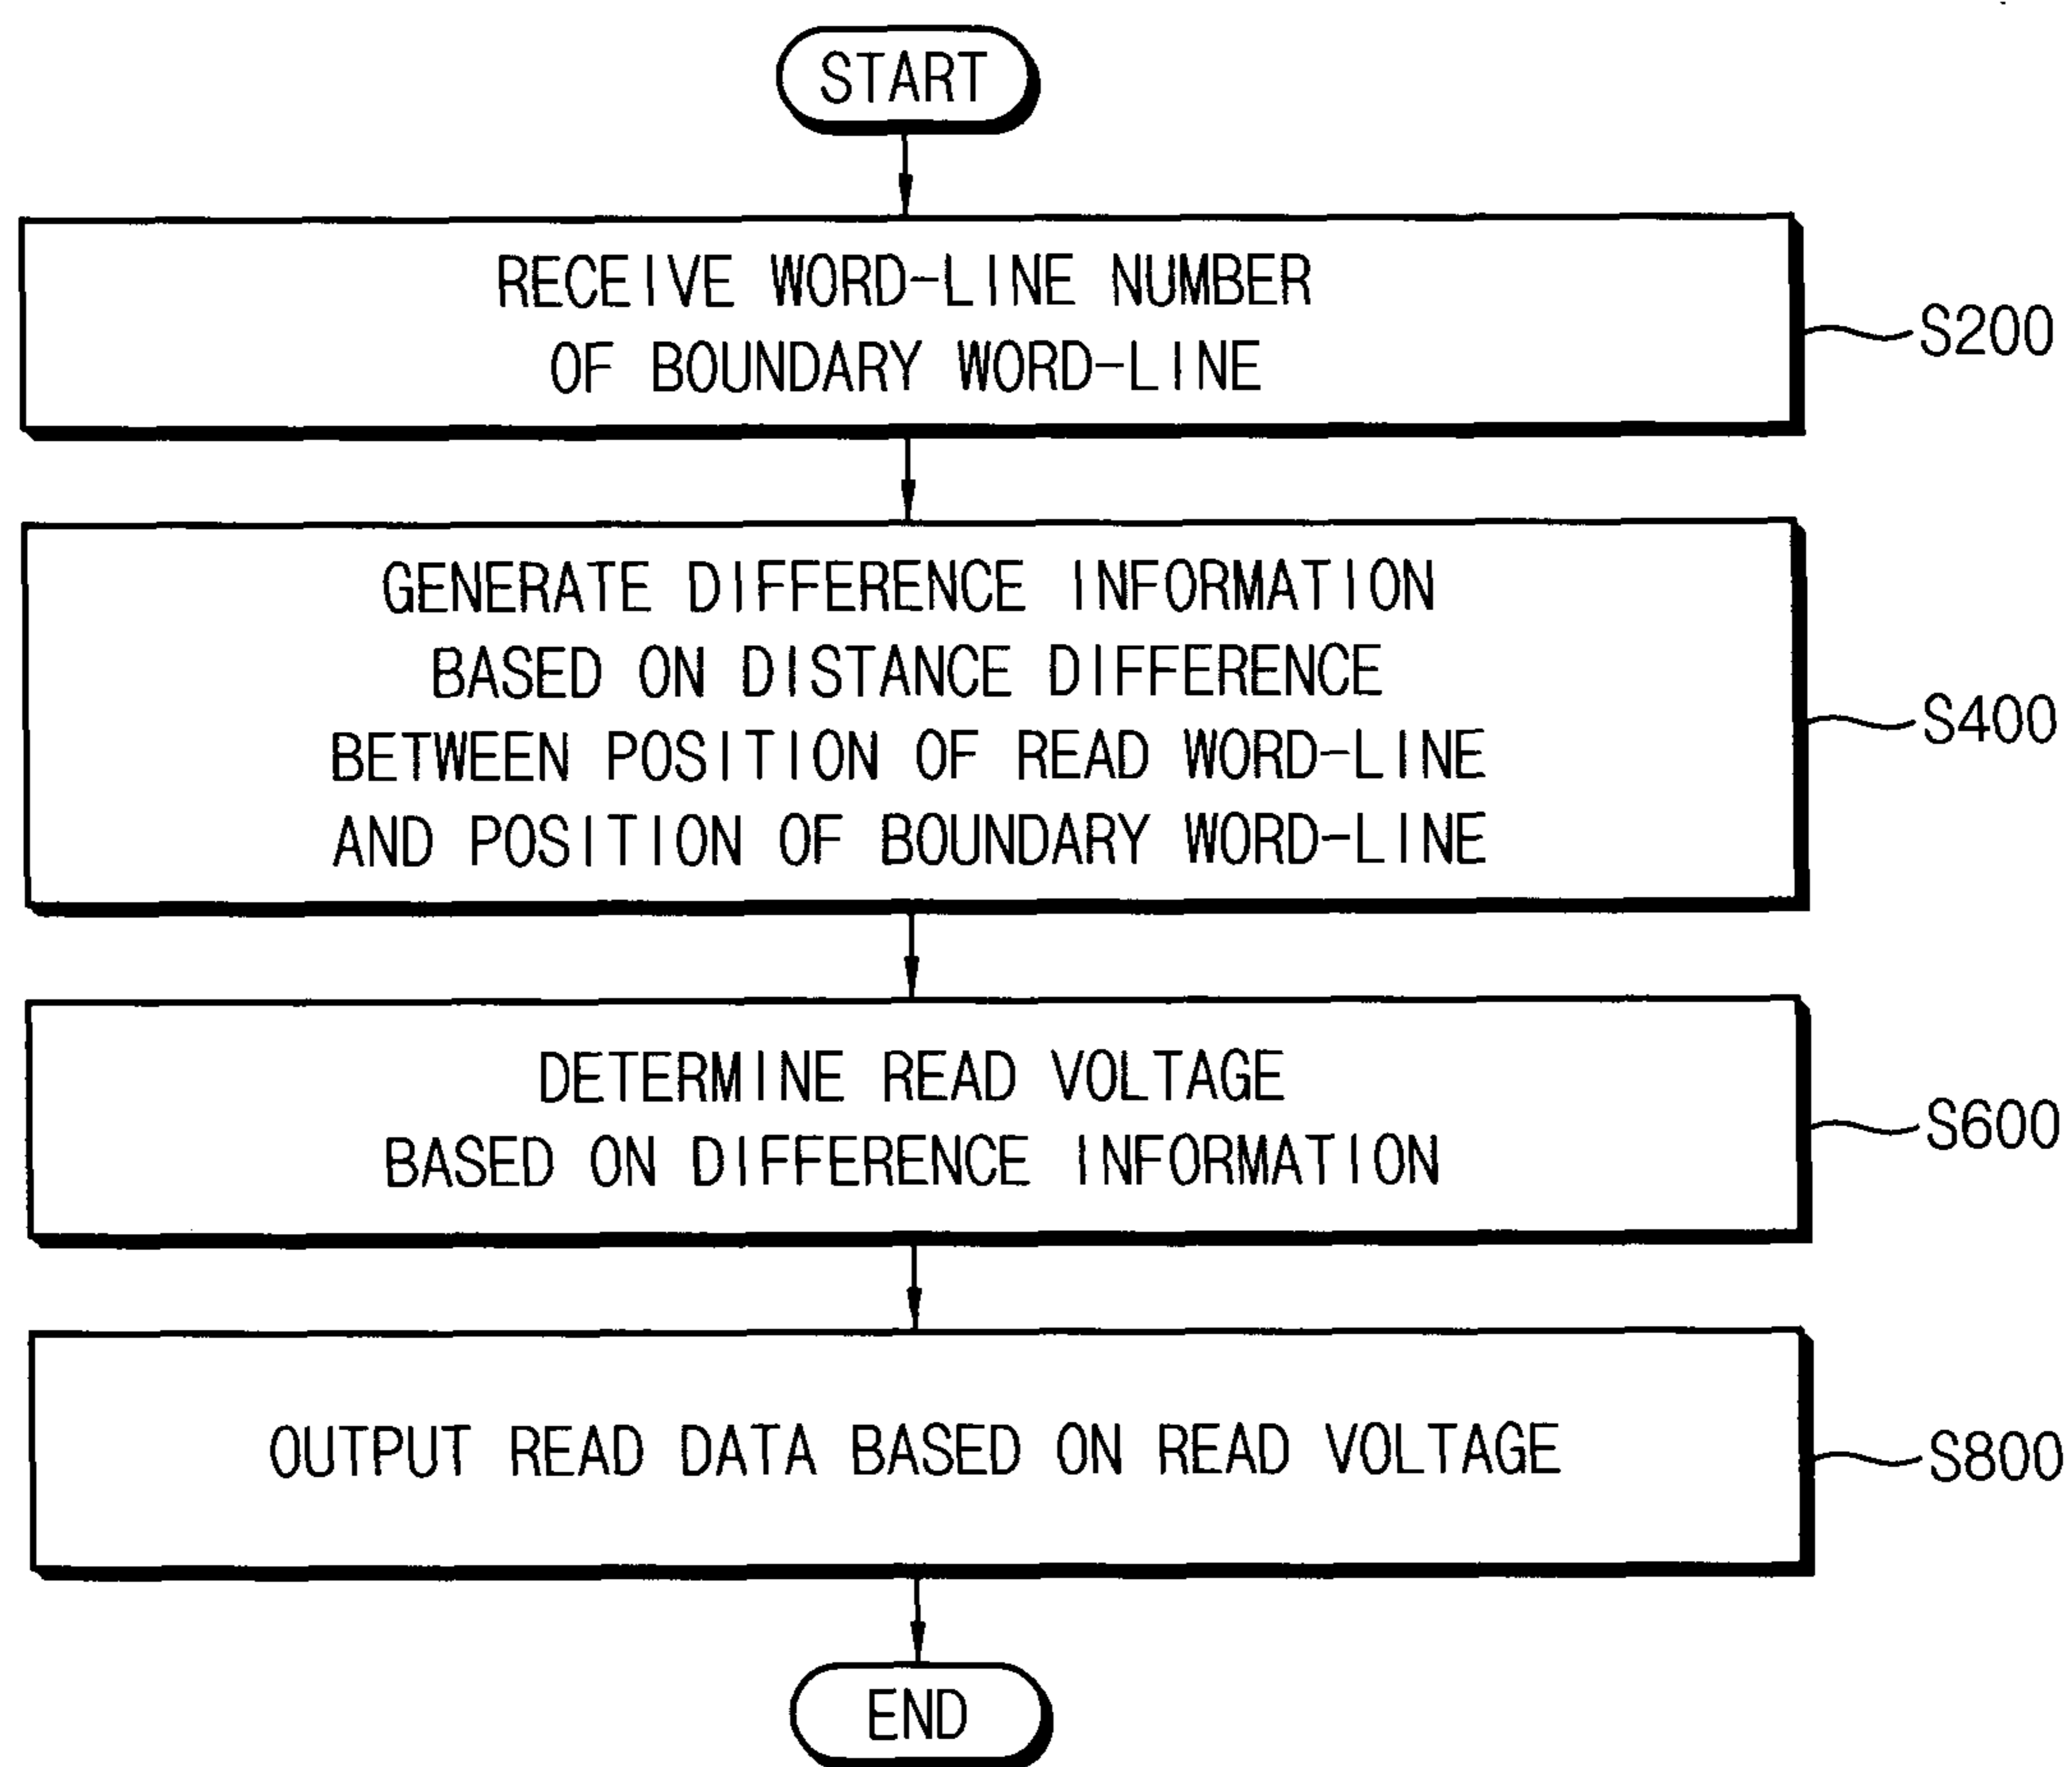 START
RECEIVE WORD-LINE NUMBER
OF BOUNDARY WORD-LINE
S200
GENERATE DIFFERENCE INFORMATION
BASED ON DISTANCE DIFFERENCE
BETWEEN POSITION OF READ WORD-LINE
AND POSITION OF BOUNDARY WORD-LINE
S400
DETERMINE READ VOLTAGE
BASED ON DIFFERENCE INFORMATION
S600
OUTPUT READ DATA BASED ON READ VOLTAGE
S800
END